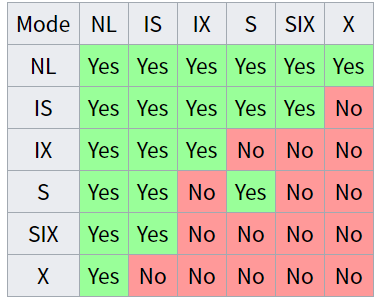 Mode NL IS IX S SIX X
NL Yes Yes Yes Yes Yes Yes
IS Yes Yes Yes Yes Yes No
IX Yes Yes Yes No No No
S Yes Yes No Yes No No
SIX Yes Yes No No No No
X Yes No No No No No